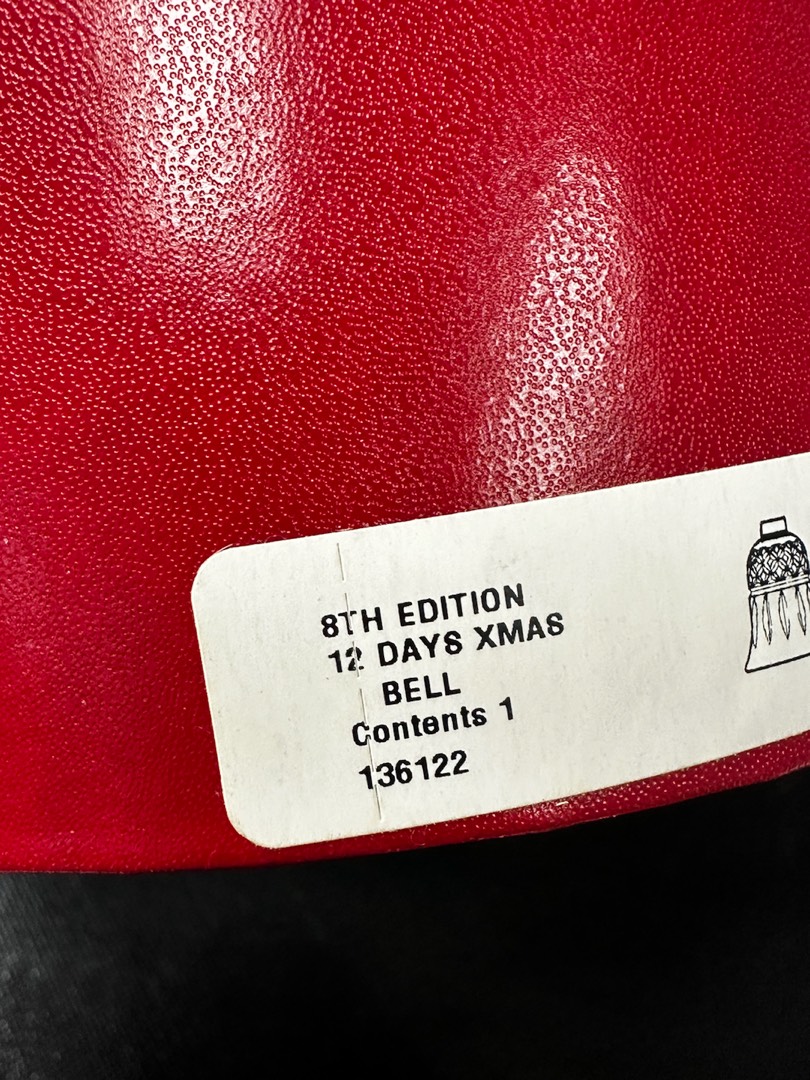 8TH EDITION
12 DAYS XMAS
BELL
Contents 1
136122